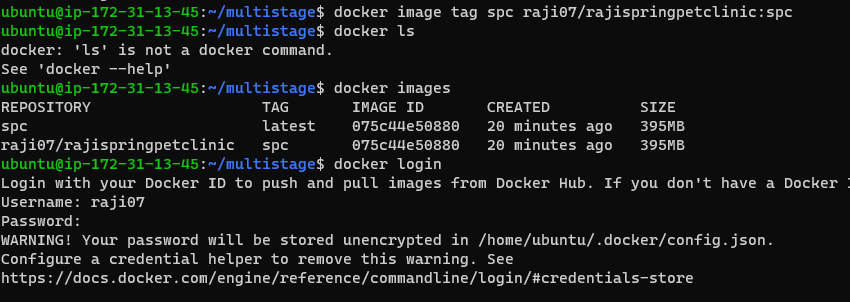 ubuntu@ip-172-31-13-45:~/multistage$ docker image tag spc raji07/rajispringpetclinic:spc
ubuntu@ip-172-31-13-45:~/multistage$ docker ls
docker: 'ls' is not a docker command.
See 'docker --help'
ubuntu@ip-172-31-13-45:~/multistage$ docker images
REPOSITORY TAG IMAGE ID CREATED SIZE
spc latest 075c44e50880 20 minutes ago 395MB
raji07/rajispringpetclinic spc 075c44e50880 20 minutes ago 395MB
ubuntu@ip-172-31-13-45:~/multistage$ docker login
Login with your Docker ID to push and pull images from Docker Hub. If you don't have a Docker
Username: raji07
Password:
WARNING! Your password will be stored unencrypted in /home/ubuntu/.docker/config.json.
Configure a credential helper to remove this warning. See
https://docs.docker.com/engine/reference/commandline/login/#credentials-store